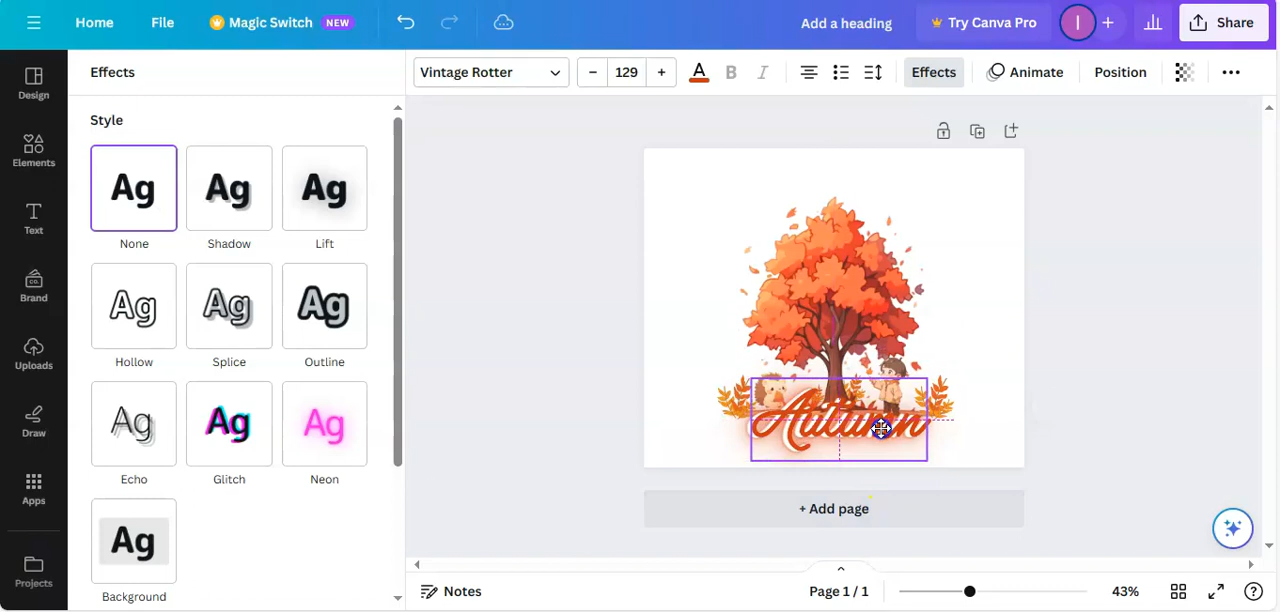 Home File Magic Switch NEW Add a heading Try Canva Pro I + Share
Effects Vintage Rotter – 129 + A B I Effects Animate Position
Design
Elements
Text
Brand
CO.
Uploads
Draw
Apps
Projects
Style
Ag Ag Ag
None Shadow Lift
Ag Ag Ag
Hollow Splice Outline
Ag Ag Ag
Echo Glitch Neon
Ag
Background
Autumn
+ Add page
Notes Page 1 / 1 43% ?